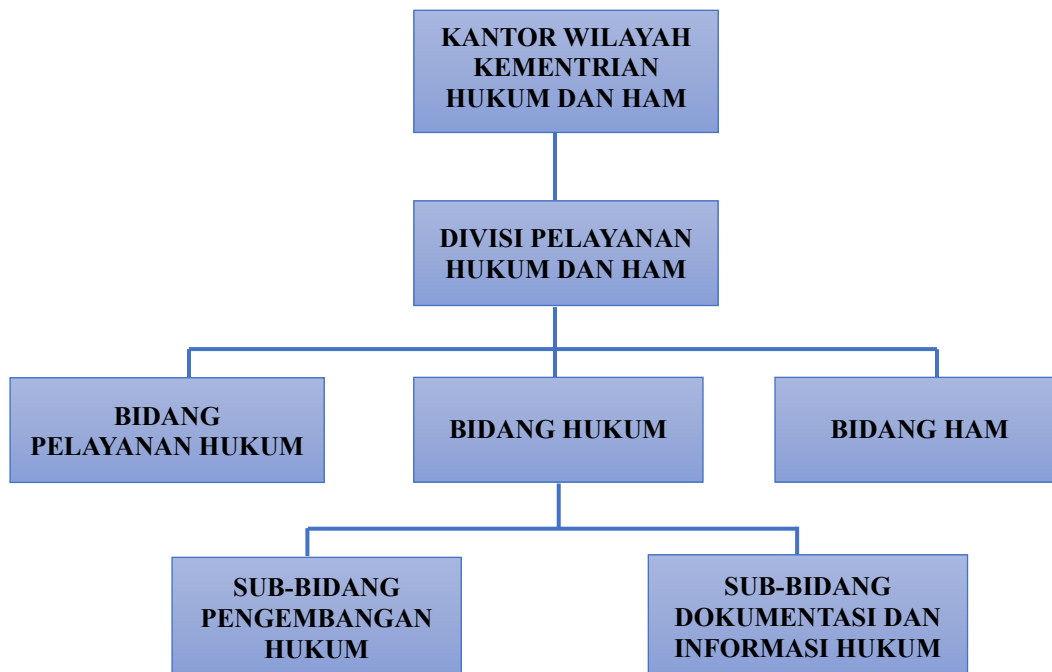 KANTOR WILAYAH
KEMENTRIAN
HUKUM DAN HAM
DIVISI PELAYANAN
HUKUM DAN HAM
BIDANG
PELAYANAN HUKUM
BIDANG HUKUM
BIDANG HAM
SUB-BIDANG
PENGEMBANGAN
HUKUM
SUB-BIDANG
DOKUMENTASI DAN
INFORMASI HUKUM